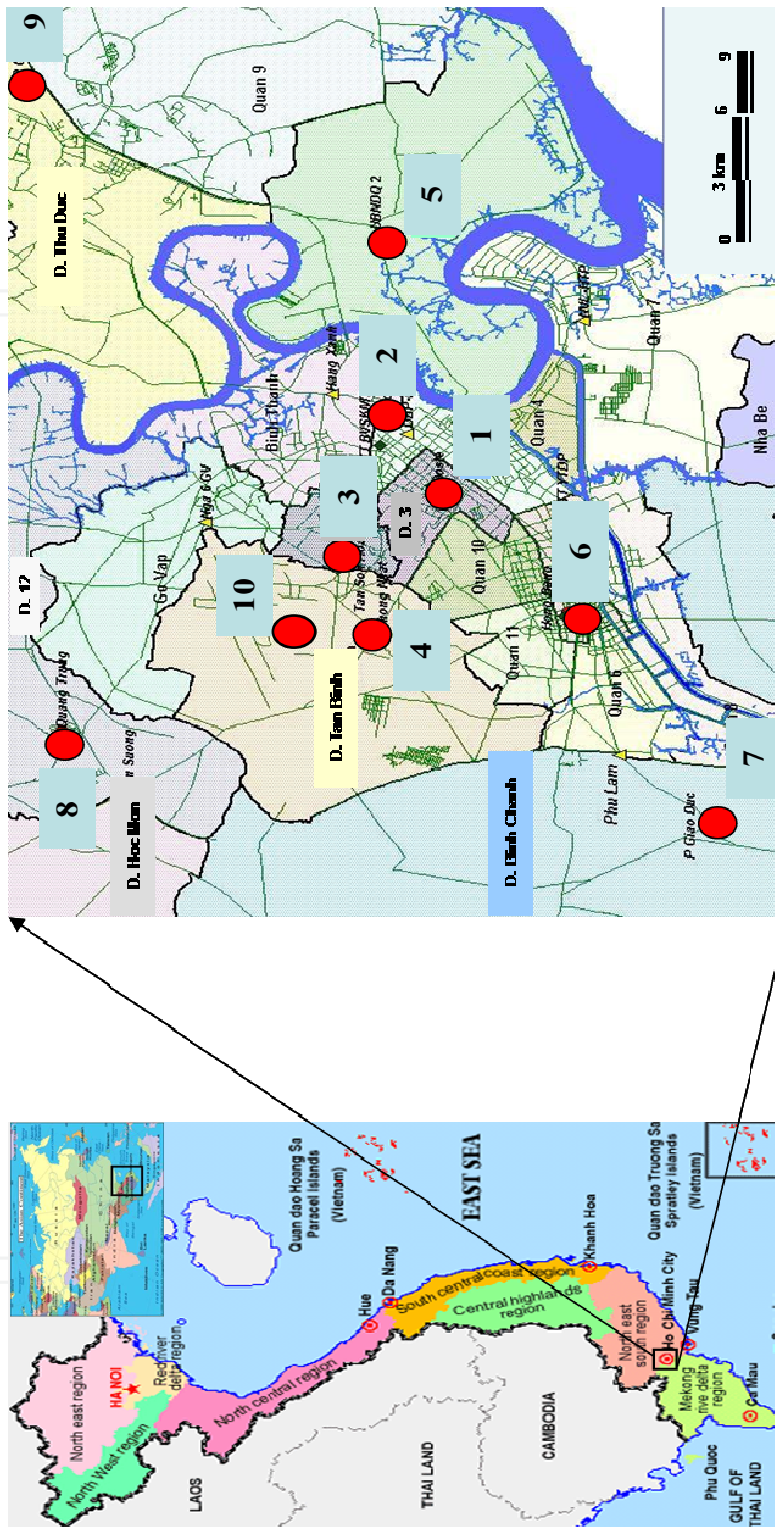 North east region
HANOI
North West region
Red river
delta region
LAOS
North central region
Quan dao Hoang Sa
Paracel islands
(Vietnam)
Hue
Da Nang
THAI LAND
South central coast region
Central highlands
region
EAST SEA
CAMBODIA
Khanh Hoa
North east
south region
Ho Chi Minh City
Quan dao Truong Sa
Spratley islands
(Vietnam)
Vung Tau
Mekong
rive delta
region
Phu Quoc
Ca Mau
GULF OF
THAI LAND
9
D. Thu Duc
Quan 9
D. 12
8
Quang Trung
D. Hoc Mon
Go Vap
Binh Thanh
Hang Xanh
10
3
2
5
UBNDQ 2
D. Tan Binh
4
D. 3
1
Quan 10
Quan 4
Quan 11
6
Quan 6
D. Binh Chanh
Phu Lam
P Giao Duc
7
Quan 7
Nha Be
0 3 km 6 9